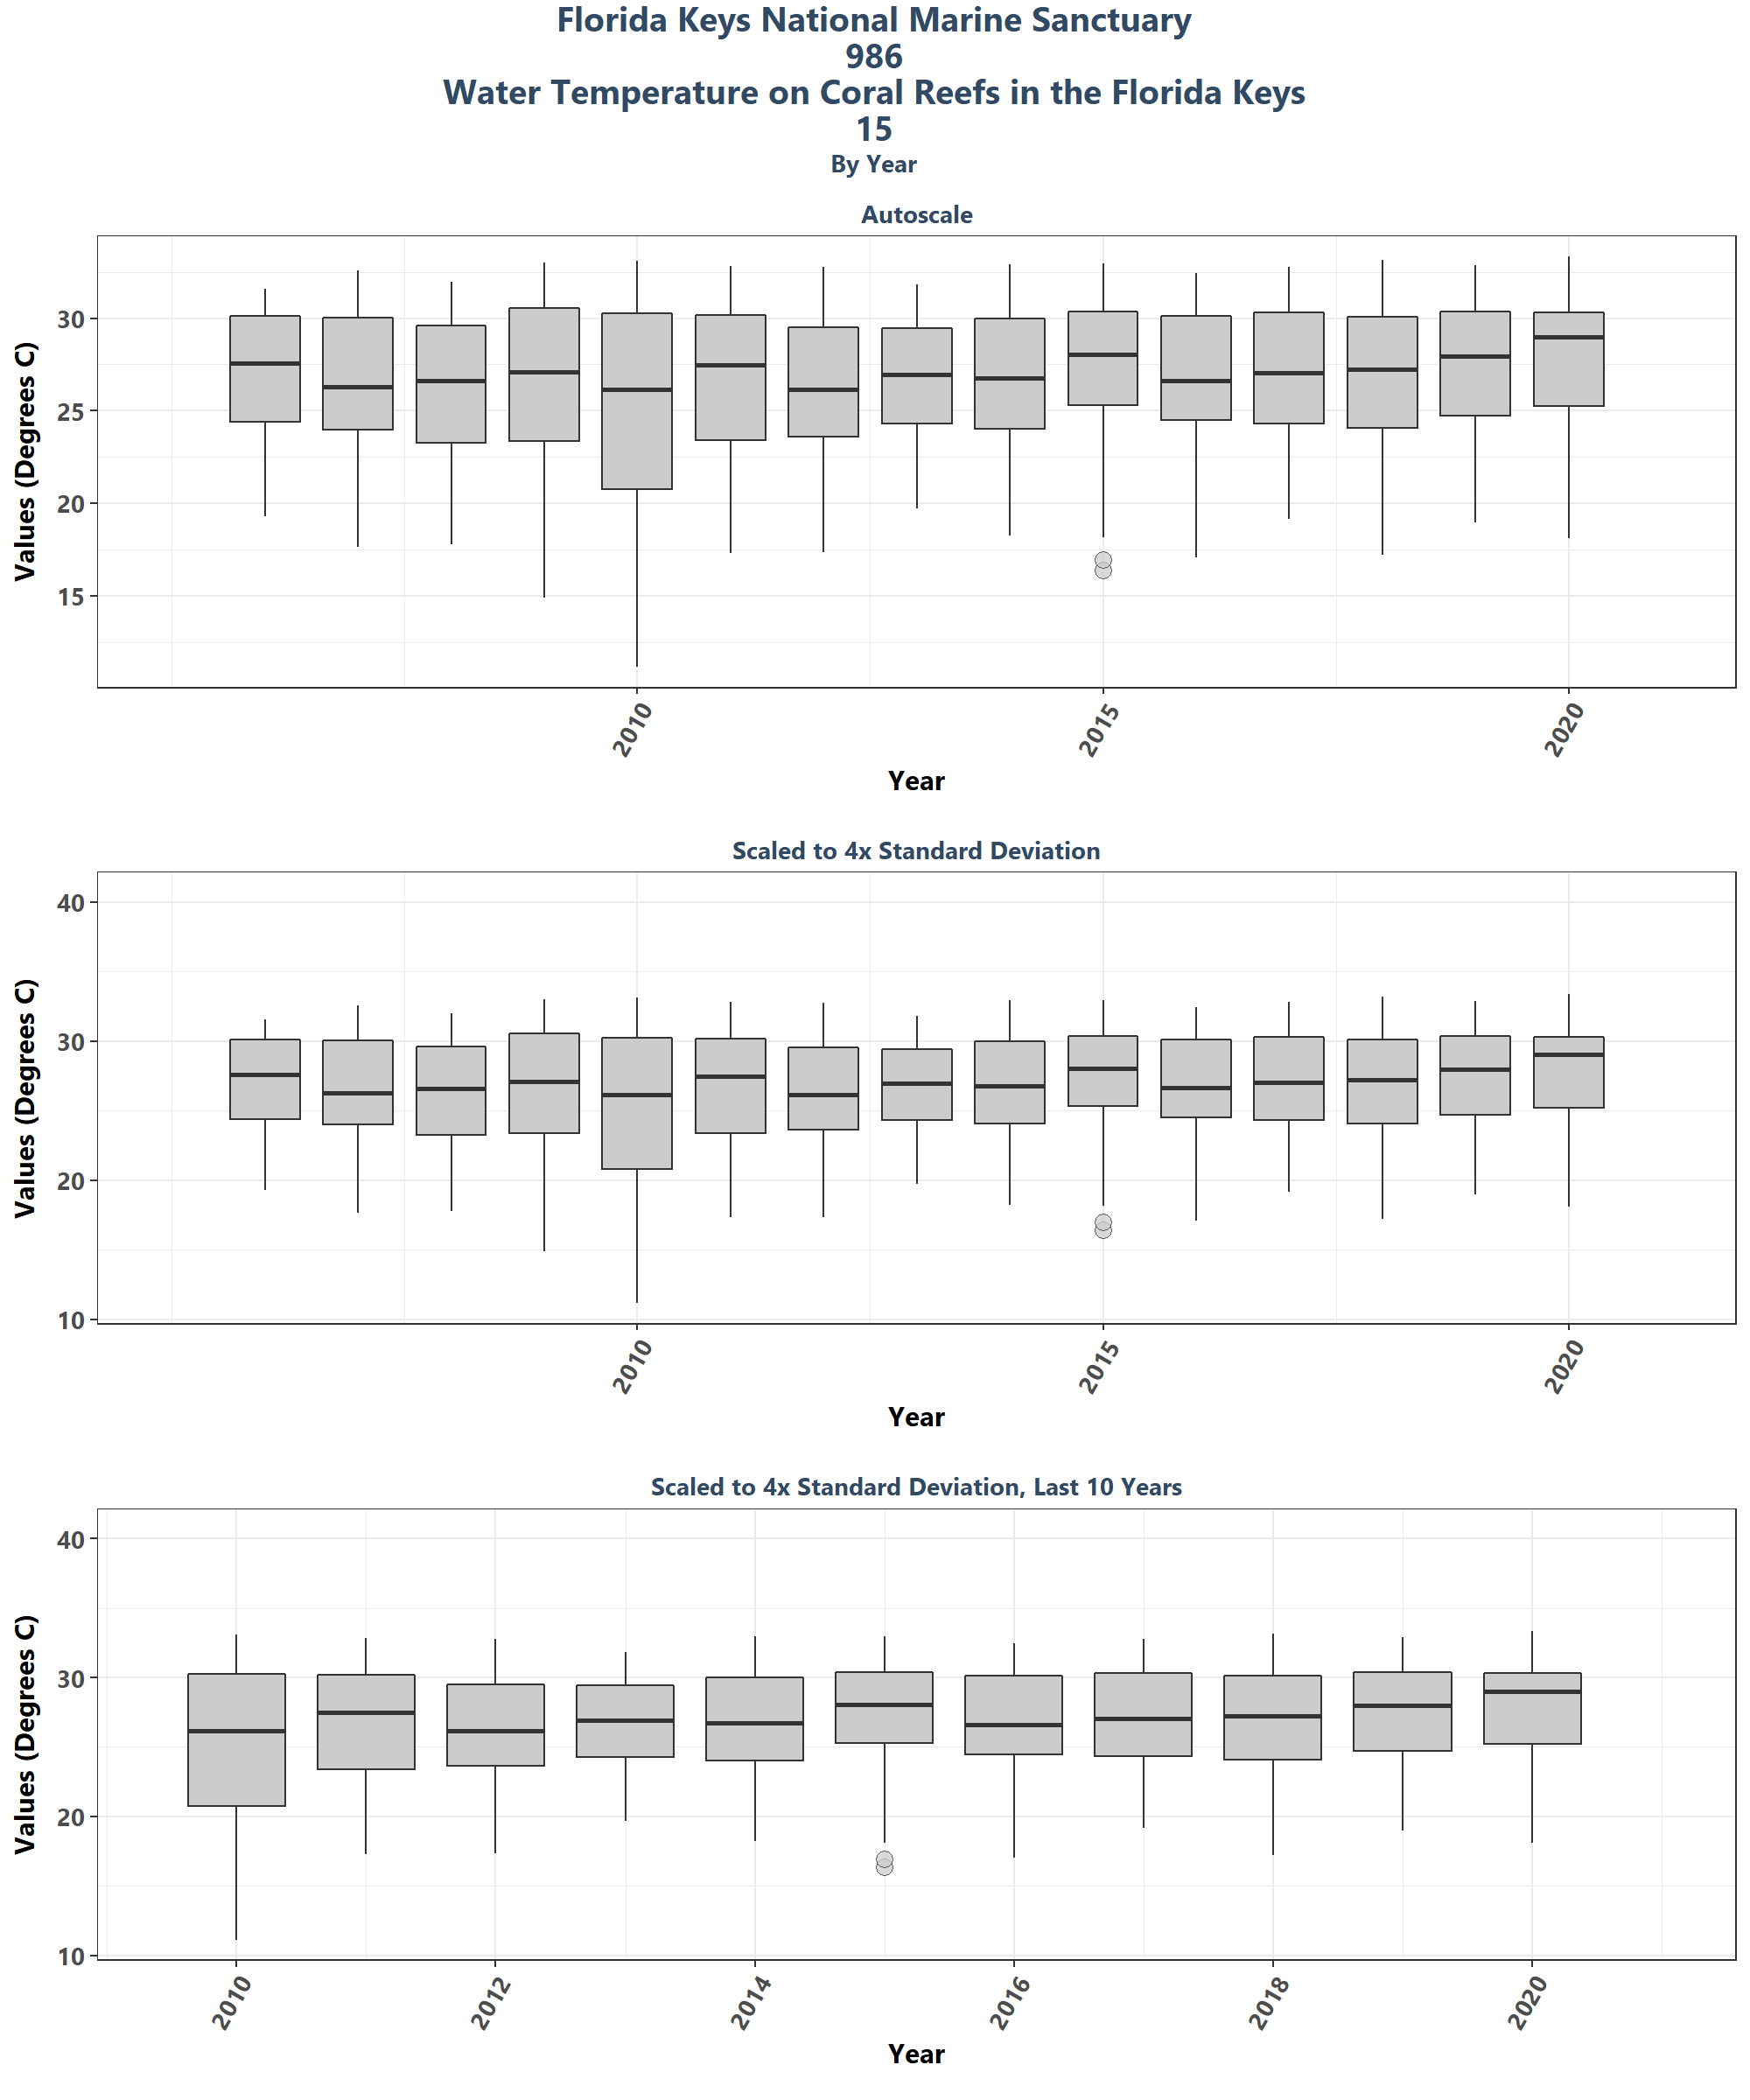 Florida Keys National Marine Sanctuary
986
Water Temperature on Coral Reefs in the Florida Keys
15
By Year
Autoscale
Values (Degrees C)
30
25
20
15
2010
2015
2020
Year
Scaled to 4x Standard Deviation
Values (Degrees C)
40
30
20
10
2010
2015
2020
Year
Scaled to 4x Standard Deviation, Last 10 Years
Values (Degrees C)
40
30
20
10
2010
2012
2014
2016
2018
2020
Year